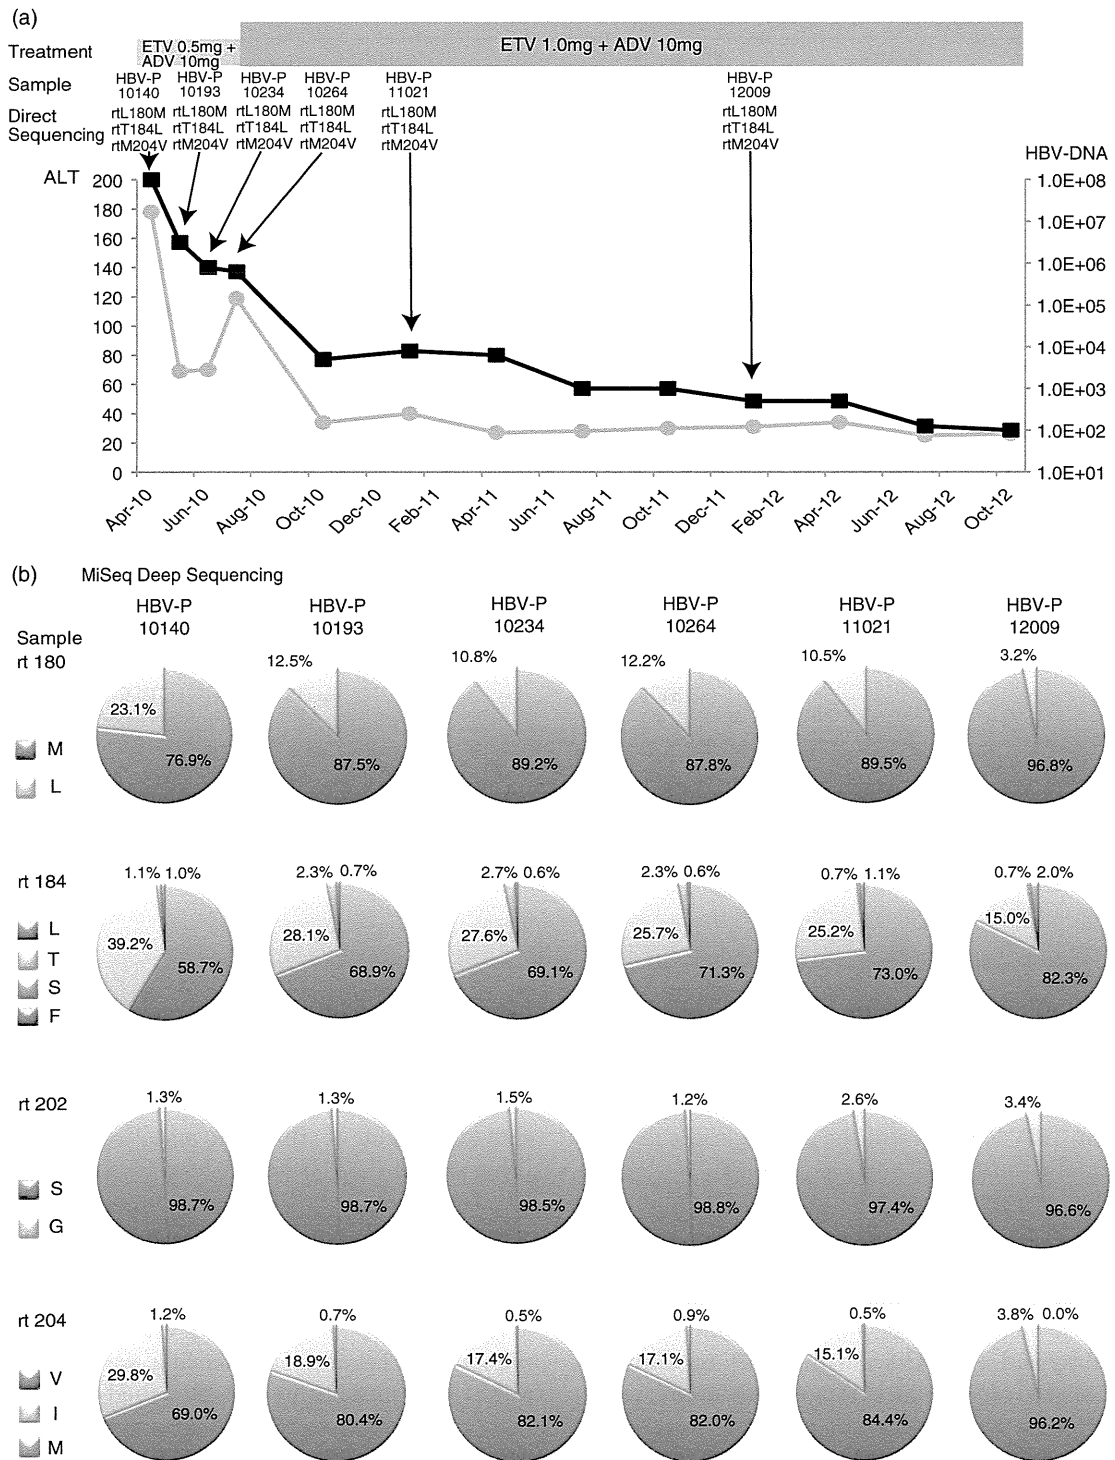 (a)
Treatment
ETV 0.5mg +
ADV 10mg
ETV 1.0mg + ADV 10mg
Sample
HBV-P
10140
HBV-P
10193
HBV-P
10234
HBV-P
10264
HBV-P
11021
HBV-P
12009
Direct
Sequencing
rtL180M
rtT184L
rtM204V
rtL180M
rtT184L
rtM204V
rtL180M
rtT184L
rtM204V
rtL180M
rtT184L
rtM204V
rtL180M
rtT184L
rtM204V
rtL180M
rtT184L
rtM204V
ALT
HBV-DNA
200
180
160
140
120
100
80
60
40
20
0
1.0E+08
1.0E+07
1.0E+06
1.0E+05
1.0E+04
1.0E+03
1.0E+02
1.0E+01
Apr-10
Jun-10
Aug-10
Oct-10
Dec-10
Feb-11
Apr-11
Jun-11
Aug-11
Oct-11
Dec-11
Feb-12
Apr-12
Jun-12
Aug-12
Oct-12
(b) MiSeq Deep Sequencing
Sample
HBV-P
10140
HBV-P
10193
HBV-P
10234
HBV-P
10264
HBV-P
11021
HBV-P
12009
rt 180
M
L
23.1%
76.9%
12.5%
87.5%
10.8%
89.2%
12.2%
87.8%
10.5%
89.5%
3.2%
96.8%
rt 184
L
T
S
F
1.1% 1.0%
39.2%
58.7%
2.3% 0.7%
28.1%
68.9%
2.7% 0.6%
27.6%
69.1%
2.3% 0.6%
25.7%
71.3%
0.7% 1.1%
25.2%
73.0%
0.7% 2.0%
15.0%
82.3%
rt 202
S
G
1.3%
98.7%
1.3%
98.7%
1.5%
98.5%
1.2%
98.8%
2.6%
97.4%
3.4%
96.6%
rt 204
V
I
M
1.2%
29.8%
69.0%
0.7%
18.9%
80.4%
0.5%
17.4%
82.1%
0.9%
17.1%
82.0%
0.5%
15.1%
84.4%
3.8% 0.0%
96.2%